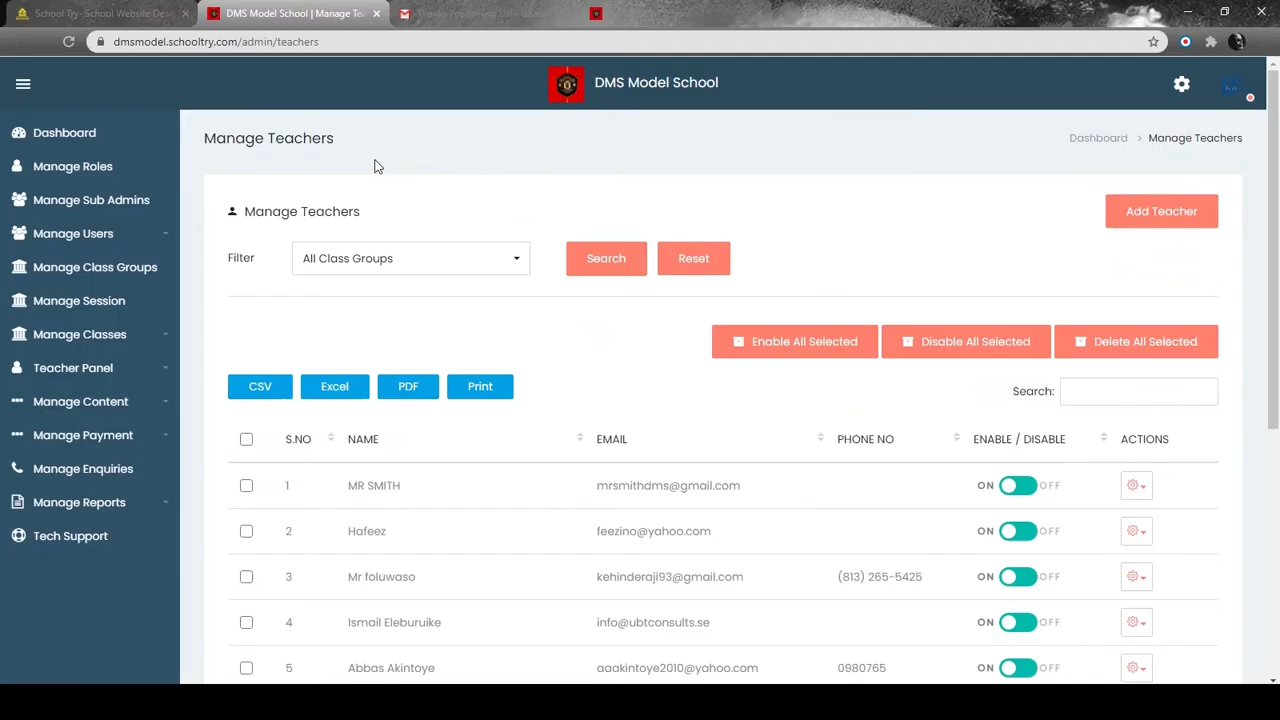 School Try- School Website Des
DMS Model School | Manage Te
dmsmodel.schooltry.com/admin/teachers
DMS Model School
Dashboard
Manage Roles
Manage Sub Admins
Manage Users
Manage Class Groups
Manage Session
Manage Classes
Teacher Panel
Manage Content
Manage Payment
Manage Enquiries
Manage Reports
Tech Support
Manage Teachers
Dashboard > Manage Teachers
Manage Teachers
Add Teacher
Filter All Class Groups Search Reset
Enable All Selected Disable All Selected Delete All Selected
CSV Excel PDF Print Search:
S.NO NAME EMAIL PHONE NO ENABLE / DISABLE ACTIONS
1 MR SMITH mrsmithdms@gmail.com ON OFF
2 Hafeez feezino@yahoo.com ON OFF
3 Mr foluwaso kehinderaji93@gmail.com (813) 265-5425 ON OFF
4 Ismail Eleburuike info@ubtconsults.se ON OFF
5 Abbas Akintoye aaakintoye2010@yahoo.com 0980765 ON OFF